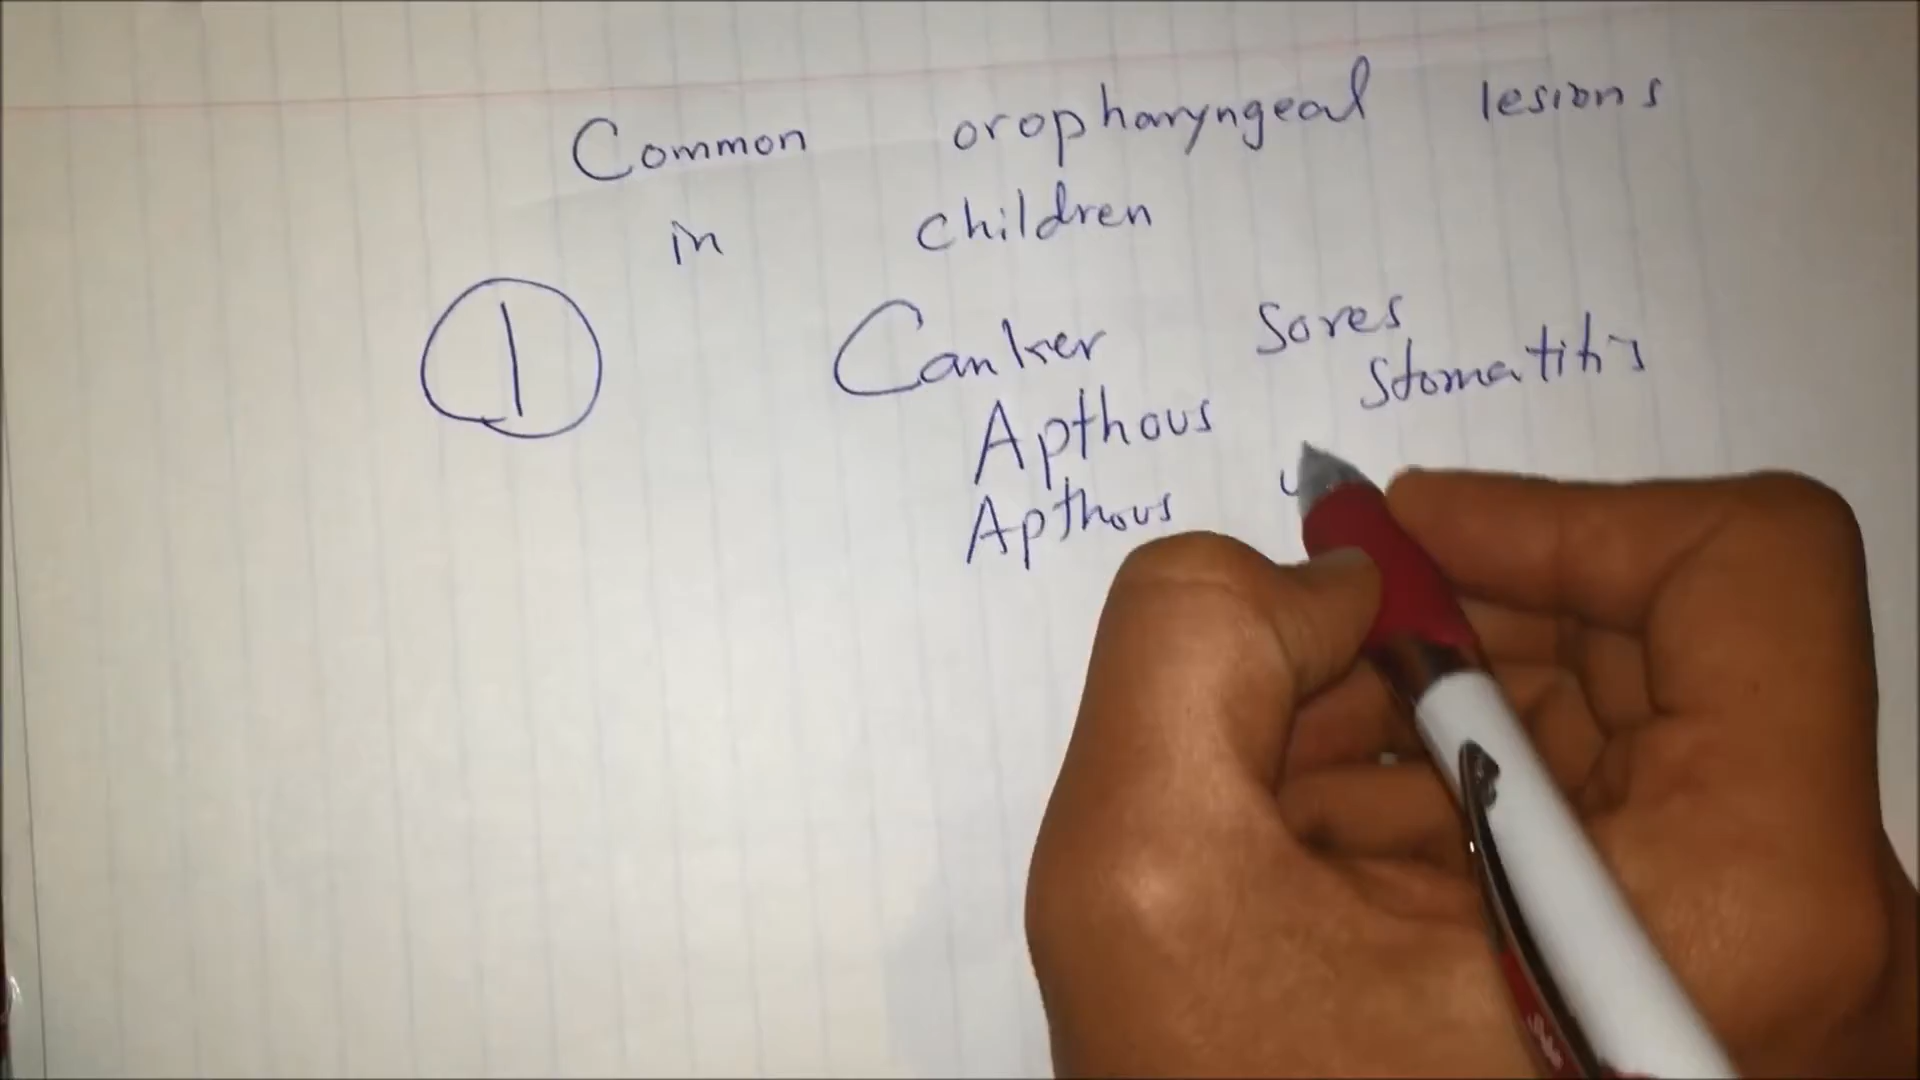 Common oropharyngeal lesions
in children
1 Canker Sores
Apthous Stomatitis
Apthous u